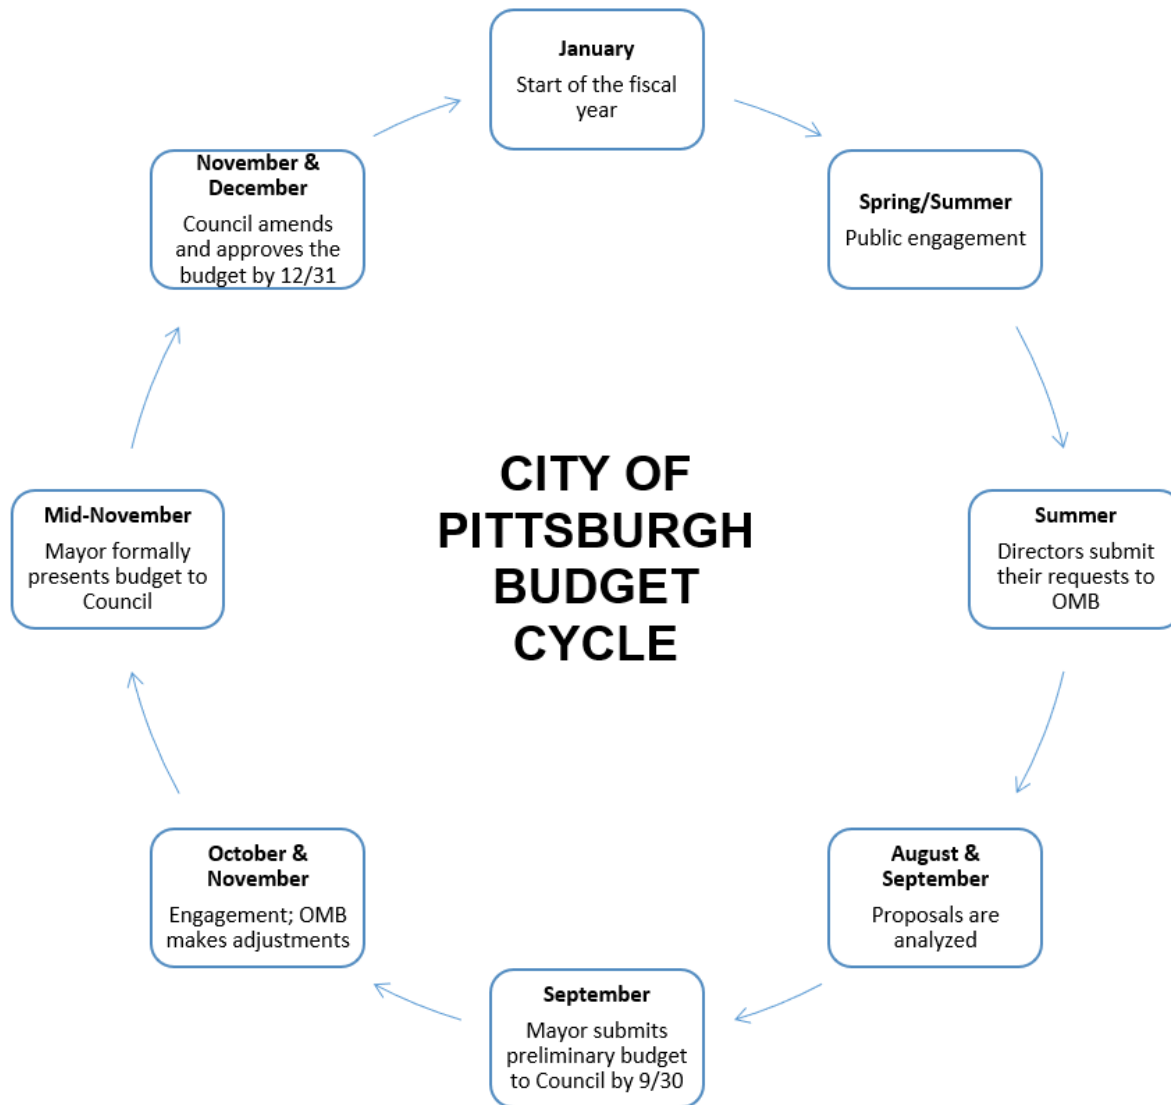 January
Start of the fiscal
year
Spring/Summer
Public engagement
Summer
Directors submit
their requests to
OMB
August &
September
Proposals are
analyzed
September
Mayor submits
preliminary budget
to Council by 9/30
October &
November
Engagement; OMB
makes adjustments
Mid-November
Mayor formally
presents budget to
Council
November &
December
Council amends
and approves the
budget by 12/31
CITY OF
PITTSBURGH
BUDGET
CYCLE